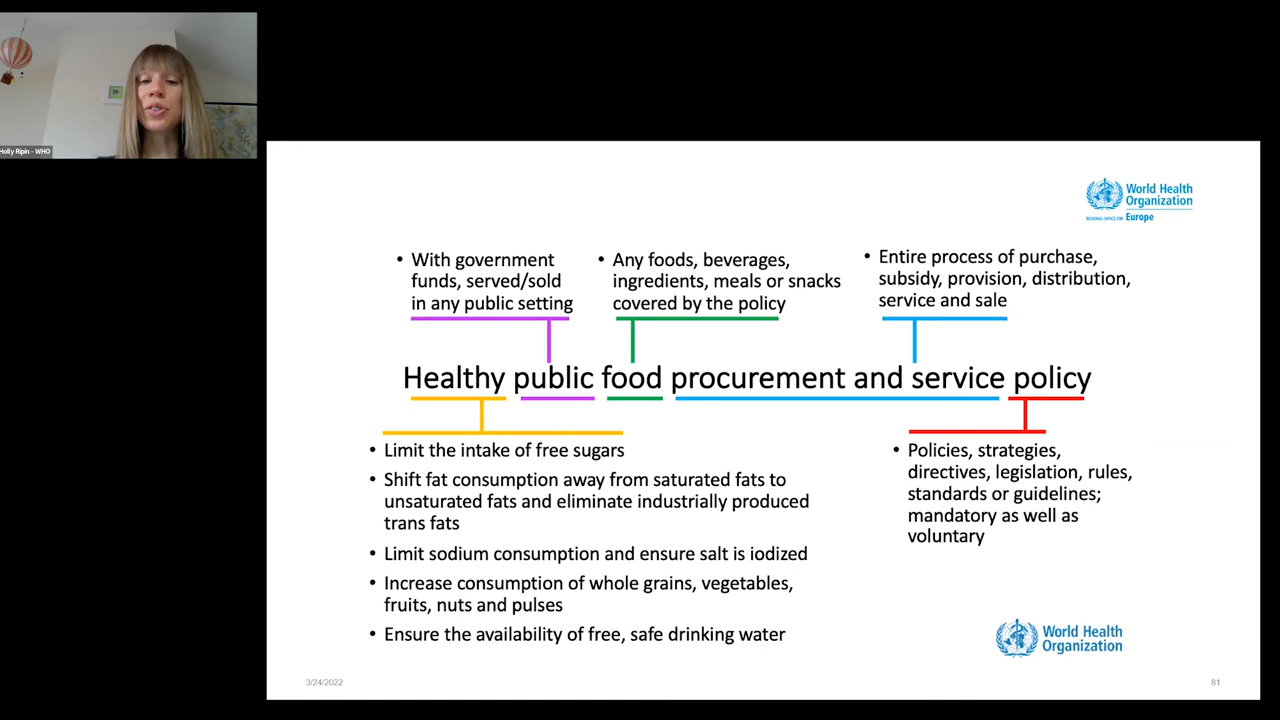 Holly Ripin - WHO
World Health
Organization
REGIONAL OFFICE FOR Europe
• With government
funds, served/sold
in any public setting
• Any foods, beverages,
ingredients, meals or snacks
covered by the policy
• Entire process of purchase,
subsidy, provision, distribution,
service and sale
Healthy public food procurement and service policy
• Limit the intake of free sugars
• Shift fat consumption away from saturated fats to
unsaturated fats and eliminate industrially produced
trans fats
• Limit sodium consumption and ensure salt is iodized
• Increase consumption of whole grains, vegetables,
fruits, nuts and pulses
• Ensure the availability of free, safe drinking water
• Policies, strategies,
directives, legislation, rules,
standards or guidelines;
mandatory as well as
voluntary
World Health
Organization
3/24/2022
81